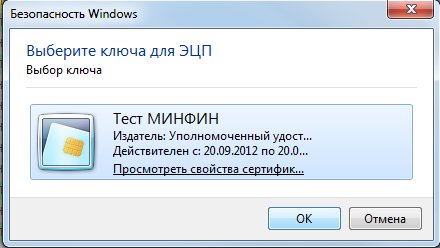 Безопасность Windows
Выберите ключа для ЭЦП
Выбор ключа
Тест МИНФИН
Издатель: Уполномоченный удост...
Действителен с: 20.09.2012 по 20.0...
Просмотреть свойства сертифик...
ОК
Отмена